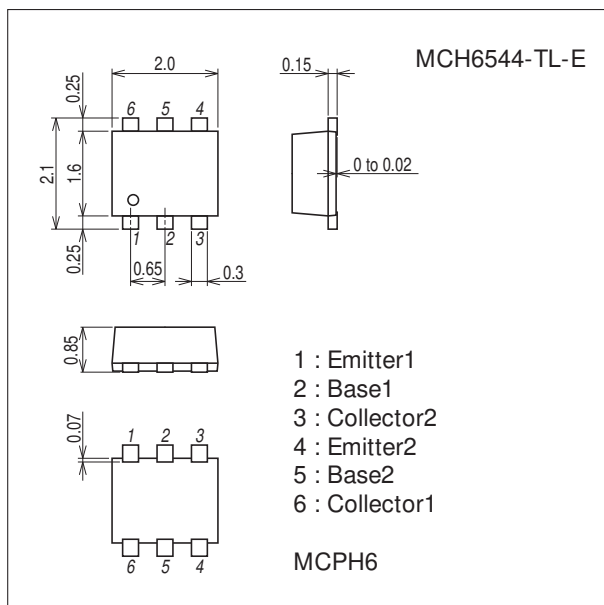 MCH6544-TL-E
2.0
0.15
0.25
6 5 4
2.1
1.6
0 to 0.02
1 2 3
0.25
0.65
0.3
0.85
1 : Emitter1
2 : Base1
3 : Collector2
4 : Emitter2
5 : Base2
6 : Collector1
0.07
1 2 3
6 5 4
MCPH6